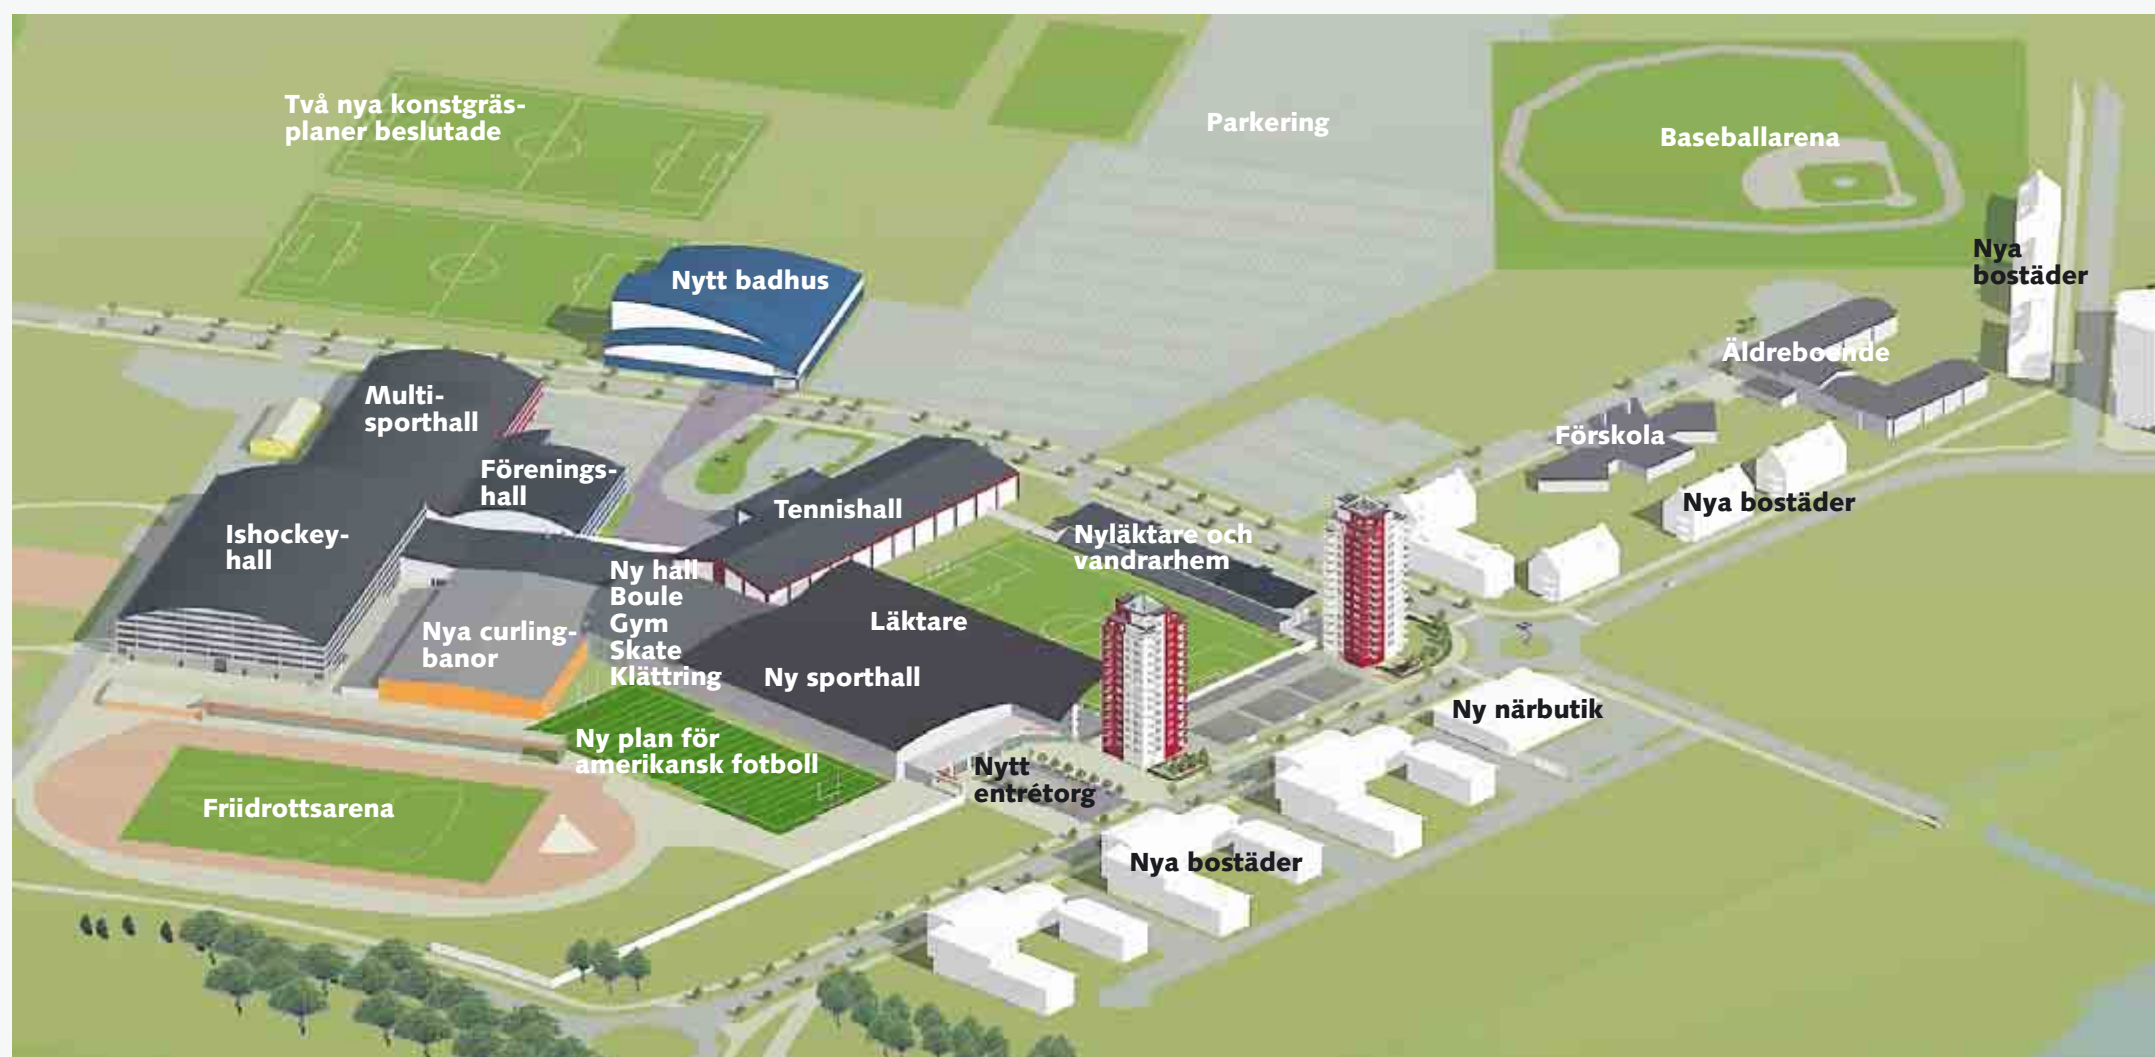 Två nya konstgräs-
planer beslutade
Parkering
Baseballarena
Nya
bostäder
Nytt badhus
Äldreboende
Multi-
sporthall
Förskola
Förenings-
hall
Nya bostäder
Tennishall
Ishockey-
hall
Nyläktare och
vandrarhem
Ny hall
Boule
Gym
Skate
Klättring
Läktare
Nya curling-
banor
Ny sporthall
Ny närbutik
Ny plan för
amerikansk fotboll
Nytt
entrétorg
Friidrottsarena
Nya bostäder